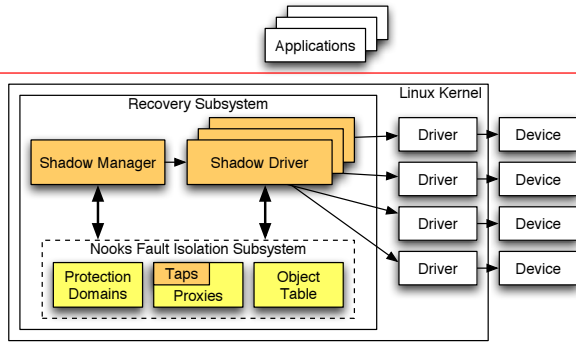 Applications
Linux Kernel
Recovery Subsystem
Shadow Manager
Shadow Driver
Driver
Device
Driver
Device
Driver
Device
Driver
Device
Nooks Fault Isolation Subsystem
Protection
Domains
Taps
Proxies
Object
Table